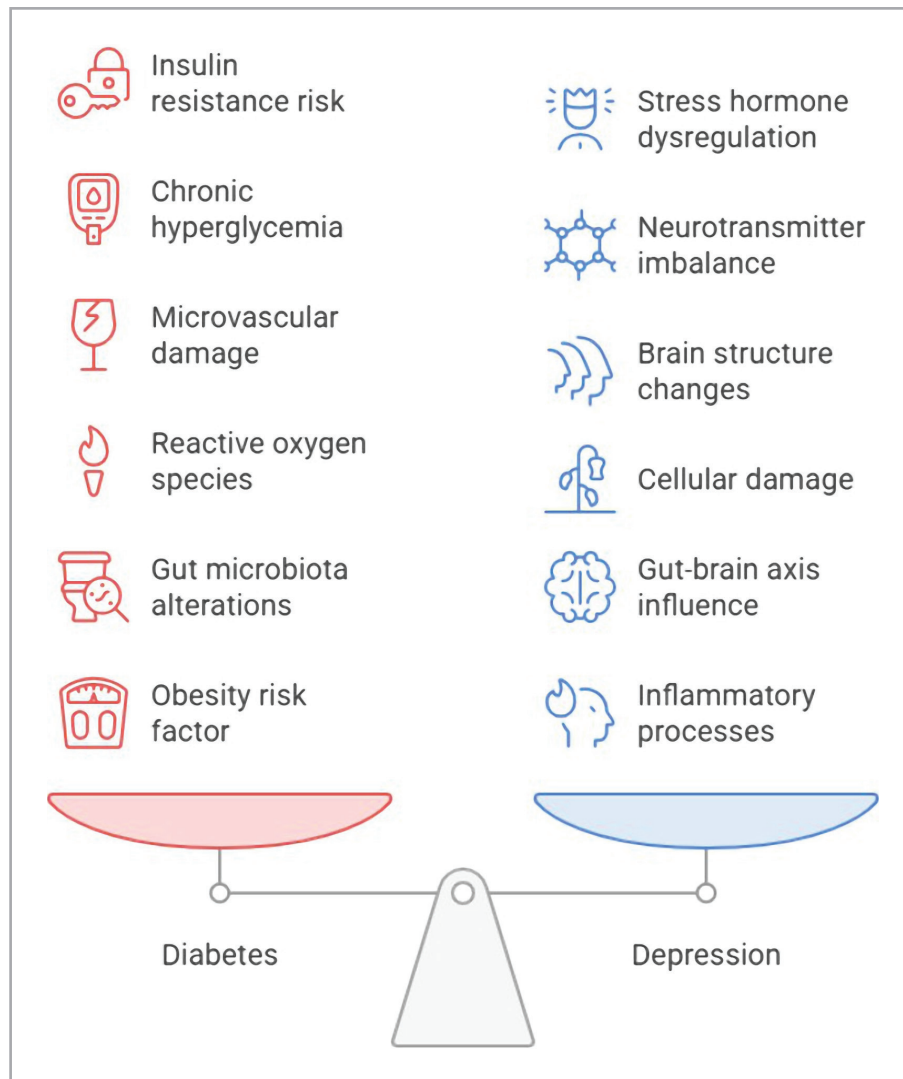 Insulin
resistance risk
Chronic
hyperglycemia
Microvascular
damage
Reactive oxygen
species
Gut microbiota
alterations
Obesity risk
factor
Stress hormone
dysregulation
Neurotransmitter
imbalance
Brain structure
changes
Cellular damage
Gut-brain axis
influence
Inflammatory
processes
Diabetes
Depression